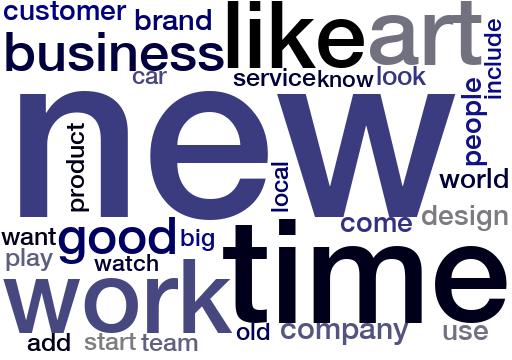 customer
brand
like
art
include
business
car
service
know
look
people
new
product
local
world
come
design
want
good
big
time
play
watch
work
old
company
use
add
start
team